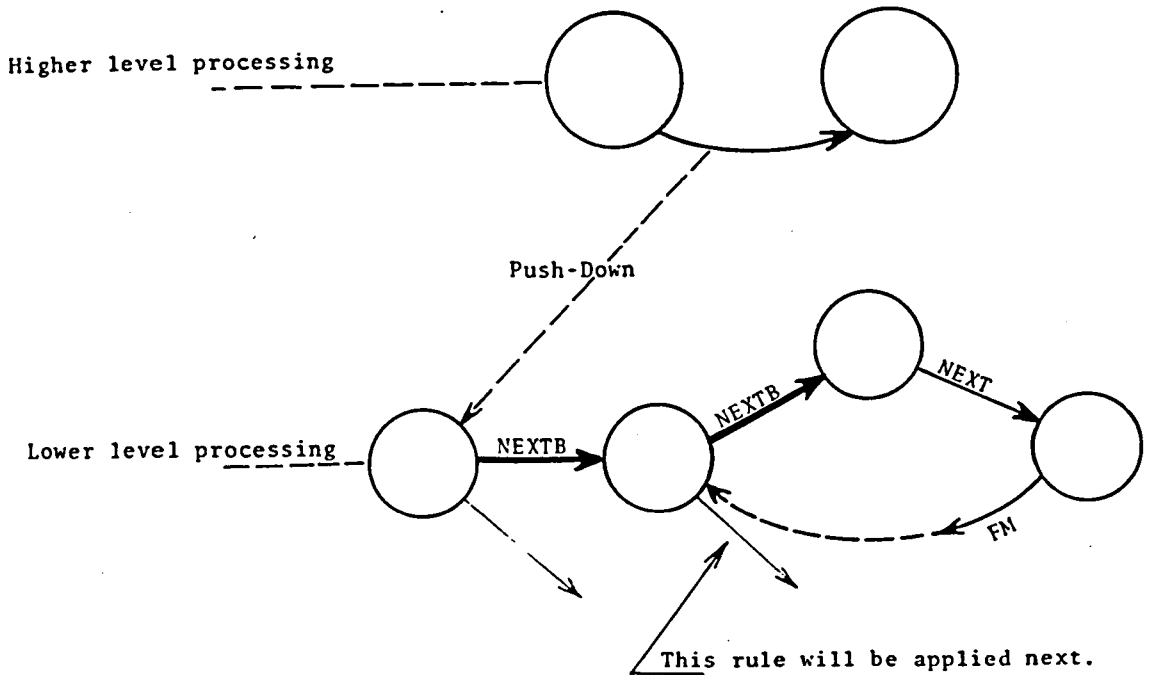 Higher level processing
Push-Down
NEXTB
NEXT
Lower level processing
NEXTB
FM
This rule will be applied next.